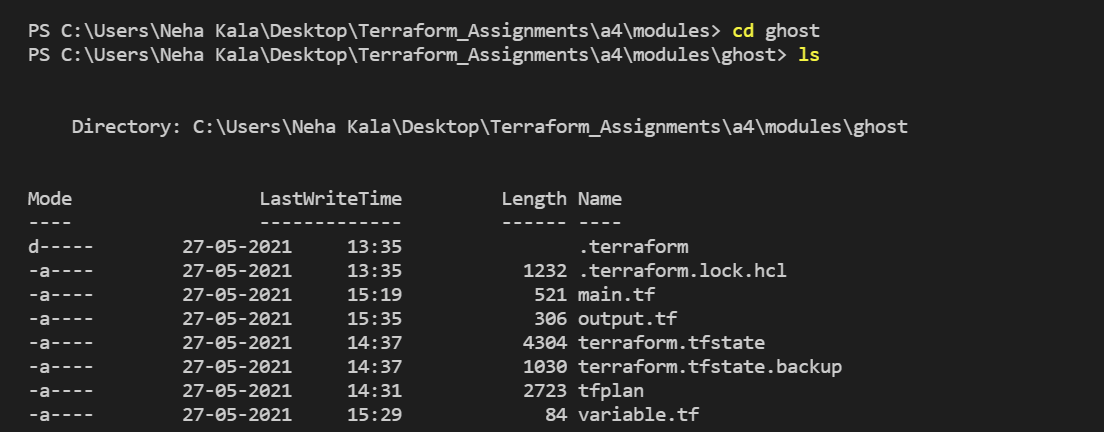 PS C:\Users\Neha Kala\Desktop\Terraform_Assignments\a4\modules> cd ghost
PS C:\Users\Neha Kala\Desktop\Terraform_Assignments\a4\modules\ghost> ls
    Directory: C:\Users\Neha Kala\Desktop\Terraform_Assignments\a4\modules\ghost
Mode                 LastWriteTime         Length Name
----                 -------------         ------ ----
d-----        27-05-2021     13:35                .terraform
-a----        27-05-2021     13:35           1232 .terraform.lock.hcl
-a----        27-05-2021     15:19            521 main.tf
-a----        27-05-2021     15:35            306 output.tf
-a----        27-05-2021     14:37           4304 terraform.tfstate
-a----        27-05-2021     14:37           1030 terraform.tfstate.backup
-a----        27-05-2021     14:31           2723 tfplan
-a----        27-05-2021     15:29             84 variable.tf